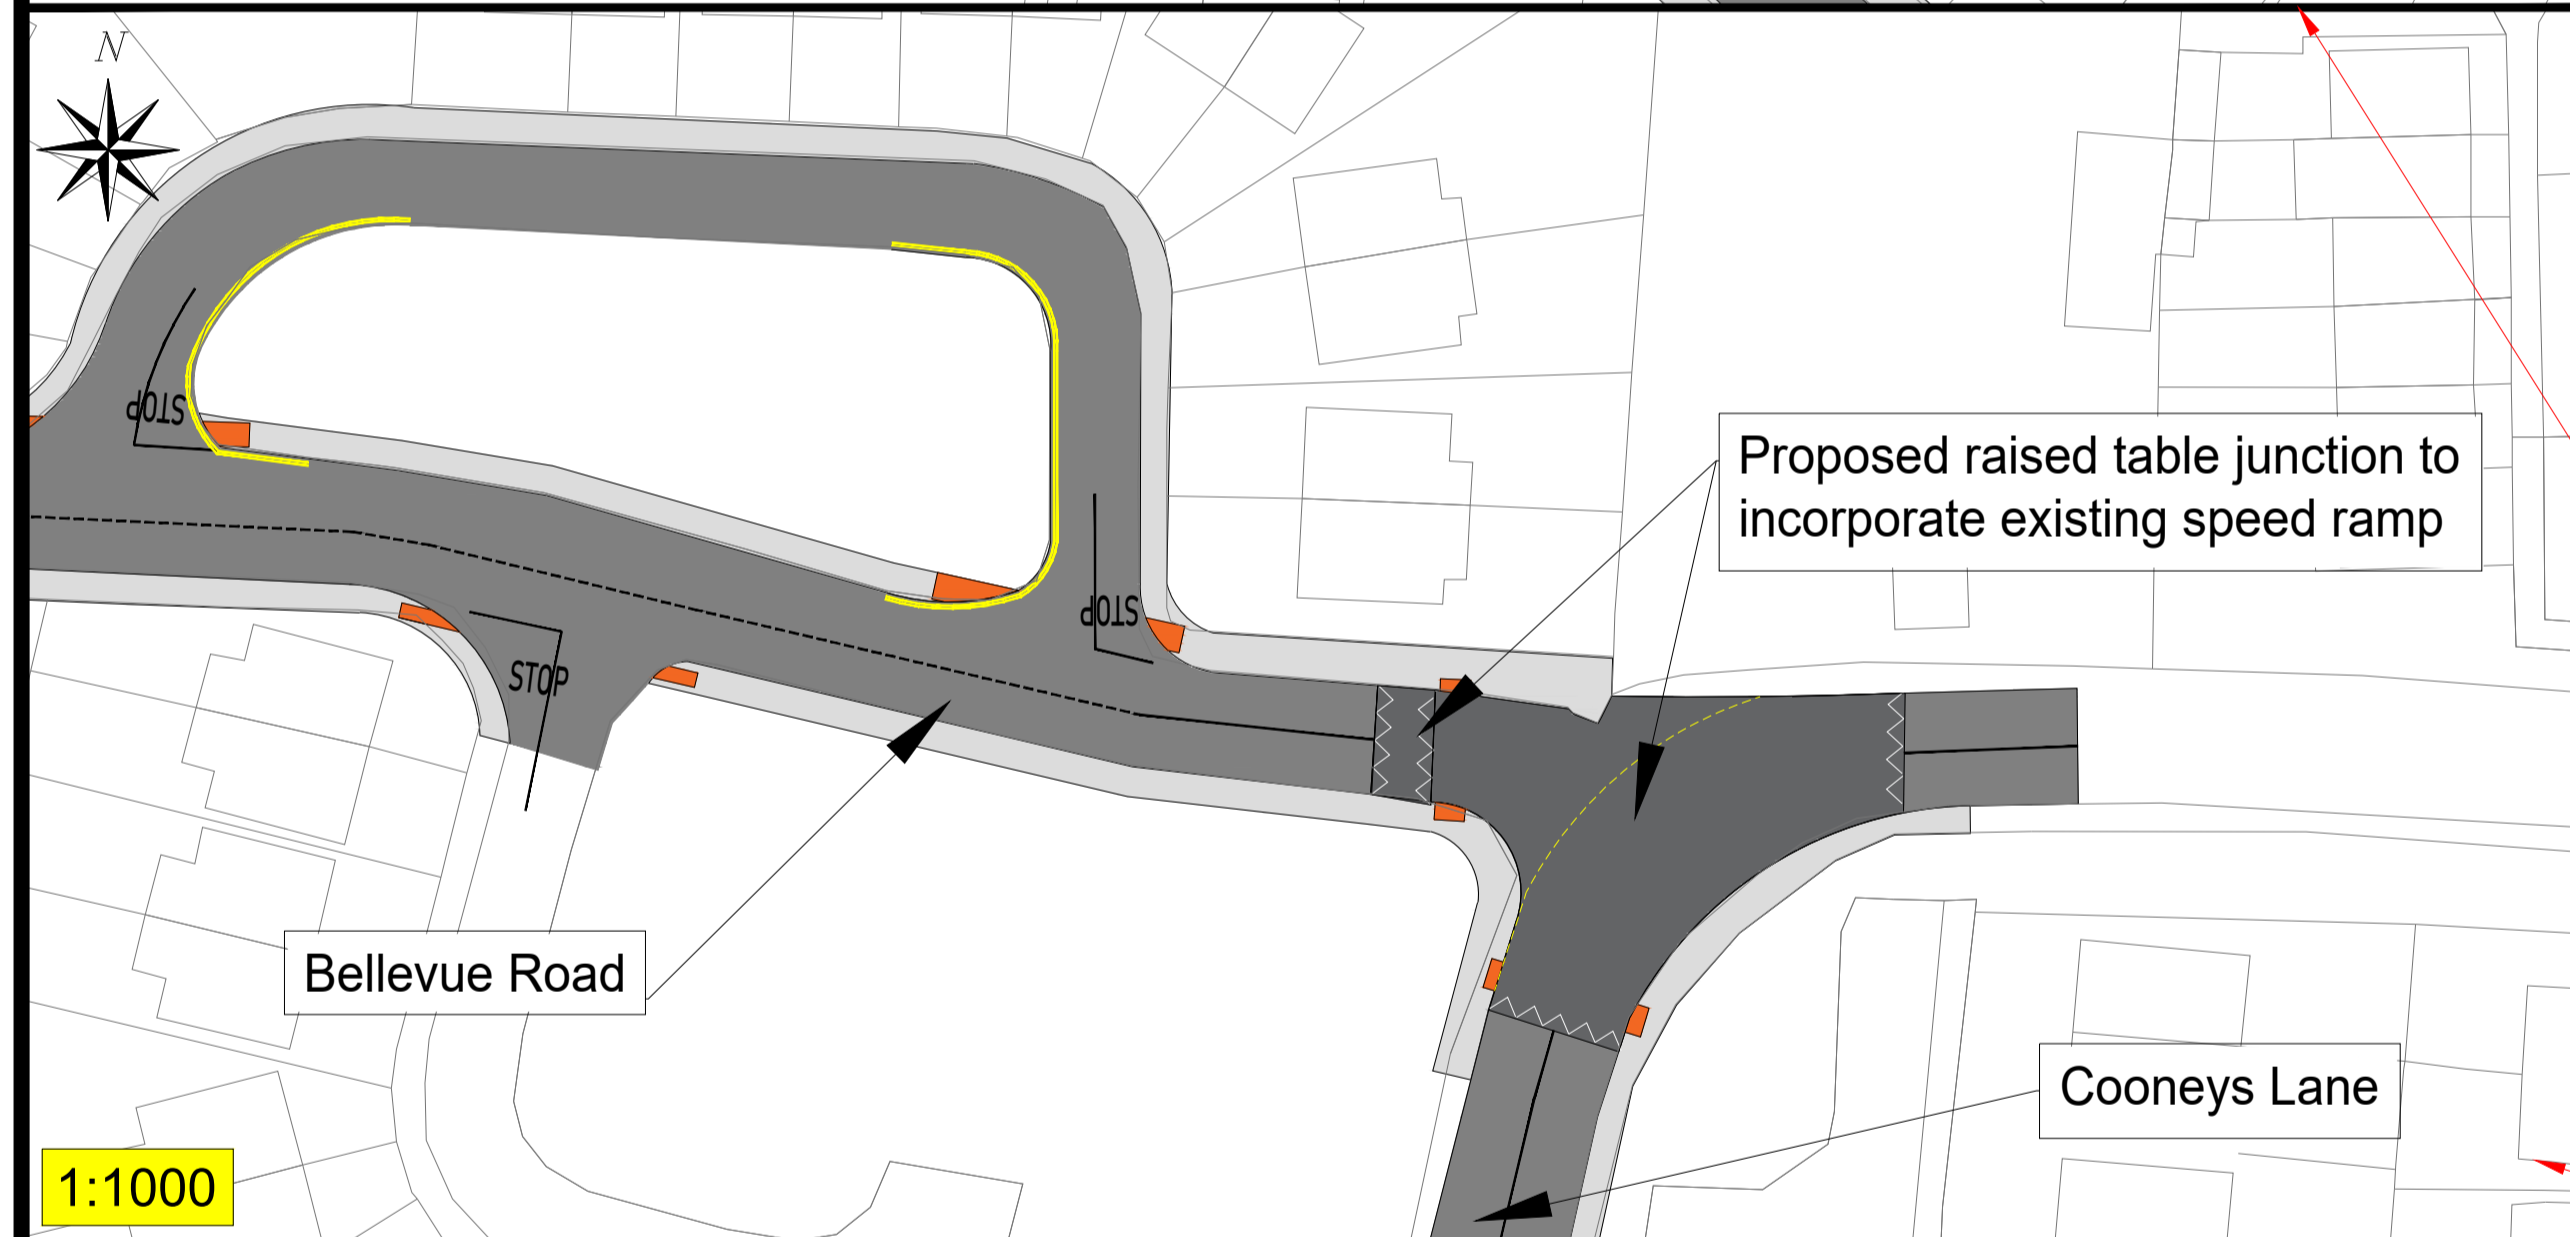 N
STOP
Proposed raised table junction to
incorporate existing speed ramp
STOP
STOP
Bellevue Road
Cooneys Lane
1:1000